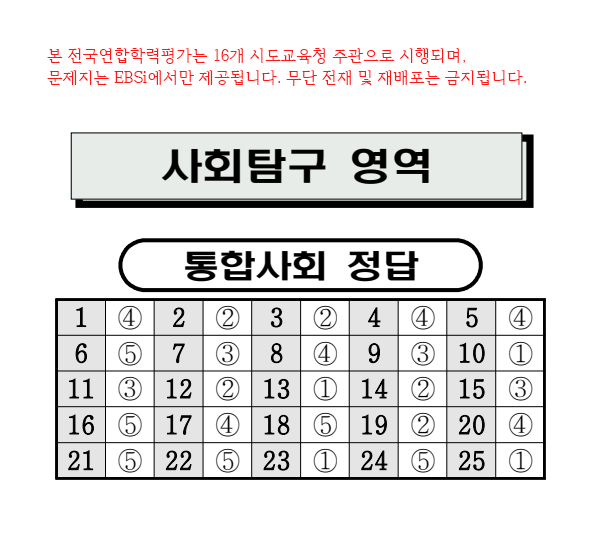 본 전국연합학력평가는 16개 시도교육청 주관으로 시행되며,
문제지는 EBSi에서만 제공됩니다. 무단 전재 및 재배포는 금지됩니다.
사회탐구 영역
통합사회 정답
1 ④ 2 ② 3 ② 4 ④ 5 ④
6 ⑤ 7 ③ 8 ④ 9 ③ 10 ①
11 ③ 12 ② 13 ① 14 ② 15 ③
16 ⑤ 17 ④ 18 ⑤ 19 ② 20 ④
21 ⑤ 22 ⑤ 23 ① 24 ⑤ 25 ①